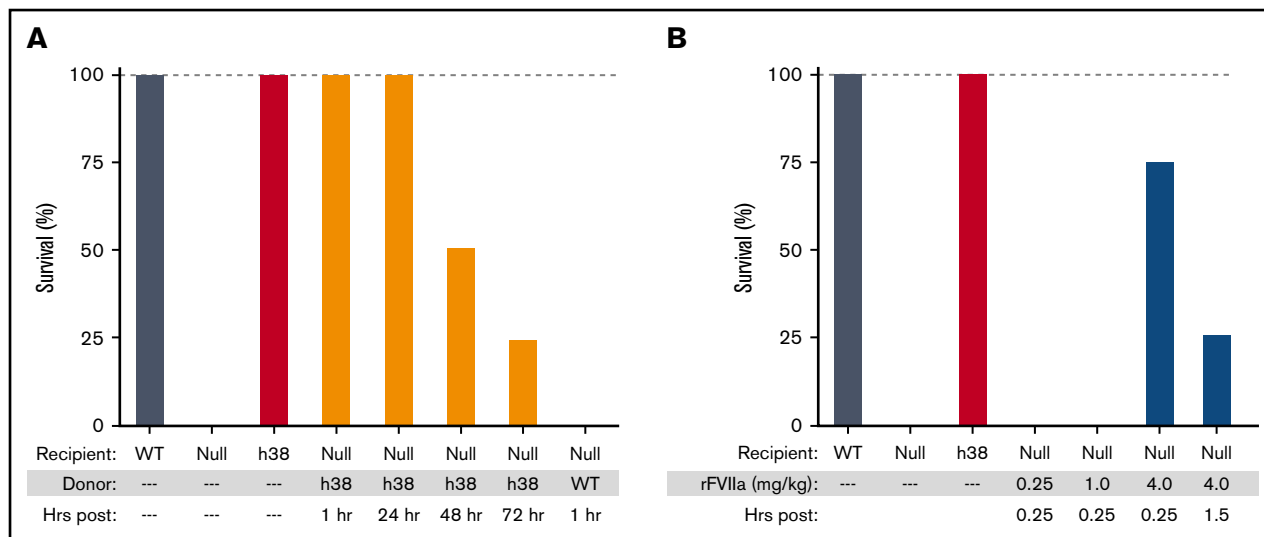 A
Survival (%)
100
75
50
25
0
Recipient: WT Null h38 Null Null Null Null Null
Donor: --- --- --- h38 h38 h38 h38 WT
Hrs post: --- --- --- 1 hr 24 hr 48 hr 72 hr 1 hr
B
Survival (%)
100
75
50
25
0
Recipient: WT Null h38 Null Null Null Null
rFVIIa (mg/kg): --- --- --- 0.25 1.0 4.0 4.0
Hrs post: 0.25 0.25 0.25 1.5